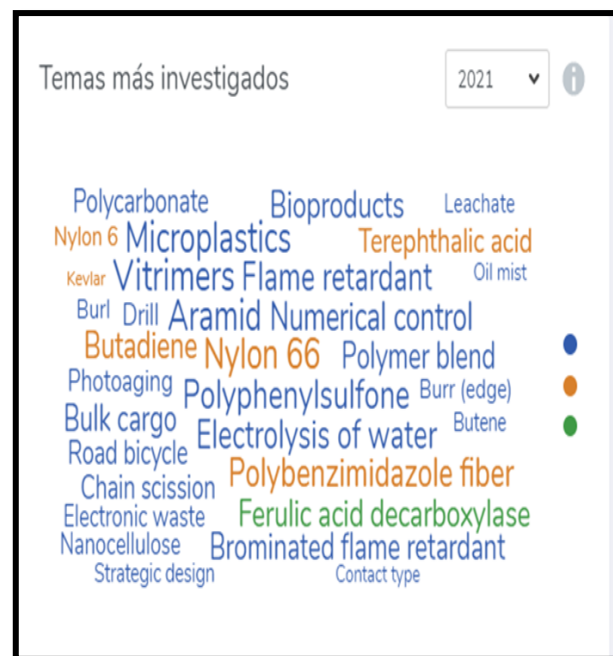 Temas más investigados 2021
Polycarbonate Bioproducts Leachate
Nylon 6 Microplastics Terephthalic acid
Kevlar Vitrimers Flame retardant Oil mist
Burl Drill Aramid Numerical control
Butadiene Nylon 66 Polymer blend
Photoaging Polyphenylsulfone Burr (edge)
Bulk cargo Electrolysis of water Butene
Road bicycle
Chain scission Polybenzimidazole fiber
Electronic waste Ferulic acid decarboxylase
Nanocellulose Brominated flame retardant
Strategic design Contact type